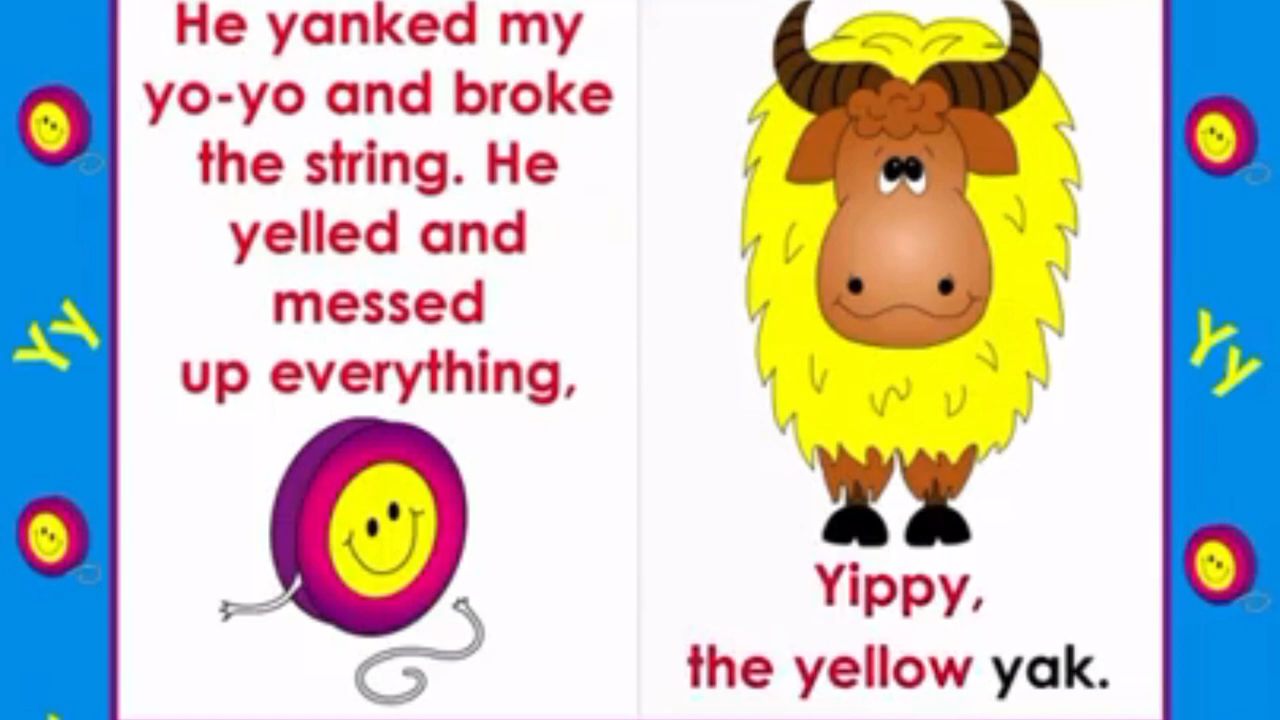 He yanked my
yo-yo and broke
the string. He
yelled and
messed
up everything,
Yippy,
the yellow yak.
Yy
Yy